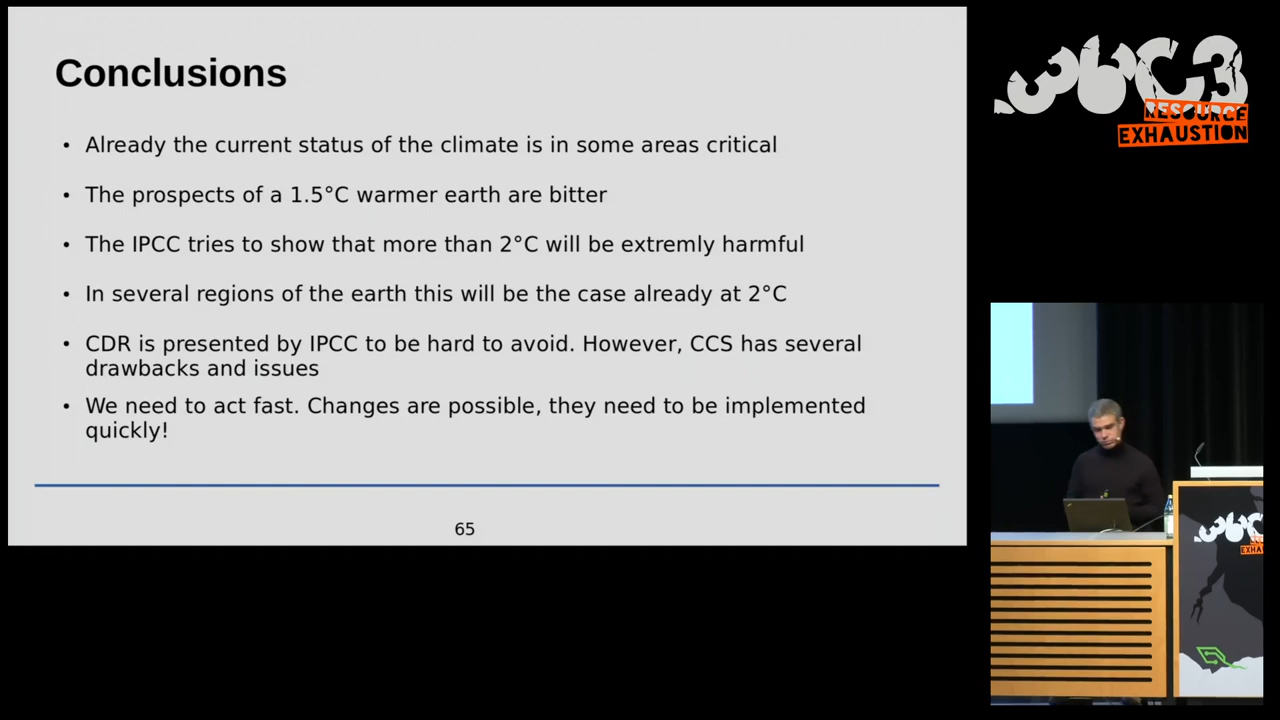 Conclusions
• Already the current status of the climate is in some areas critical
• The prospects of a 1.5°C warmer earth are bitter
• The IPCC tries to show that more than 2°C will be extremly harmful
• In several regions of the earth this will be the case already at 2°C
• CDR is presented by IPCC to be hard to avoid. However, CCS has several
drawbacks and issues
• We need to act fast. Changes are possible, they need to be implemented
quickly!
65
36C3
RESOURCE
EXHAUSTION
36C3
EXHA